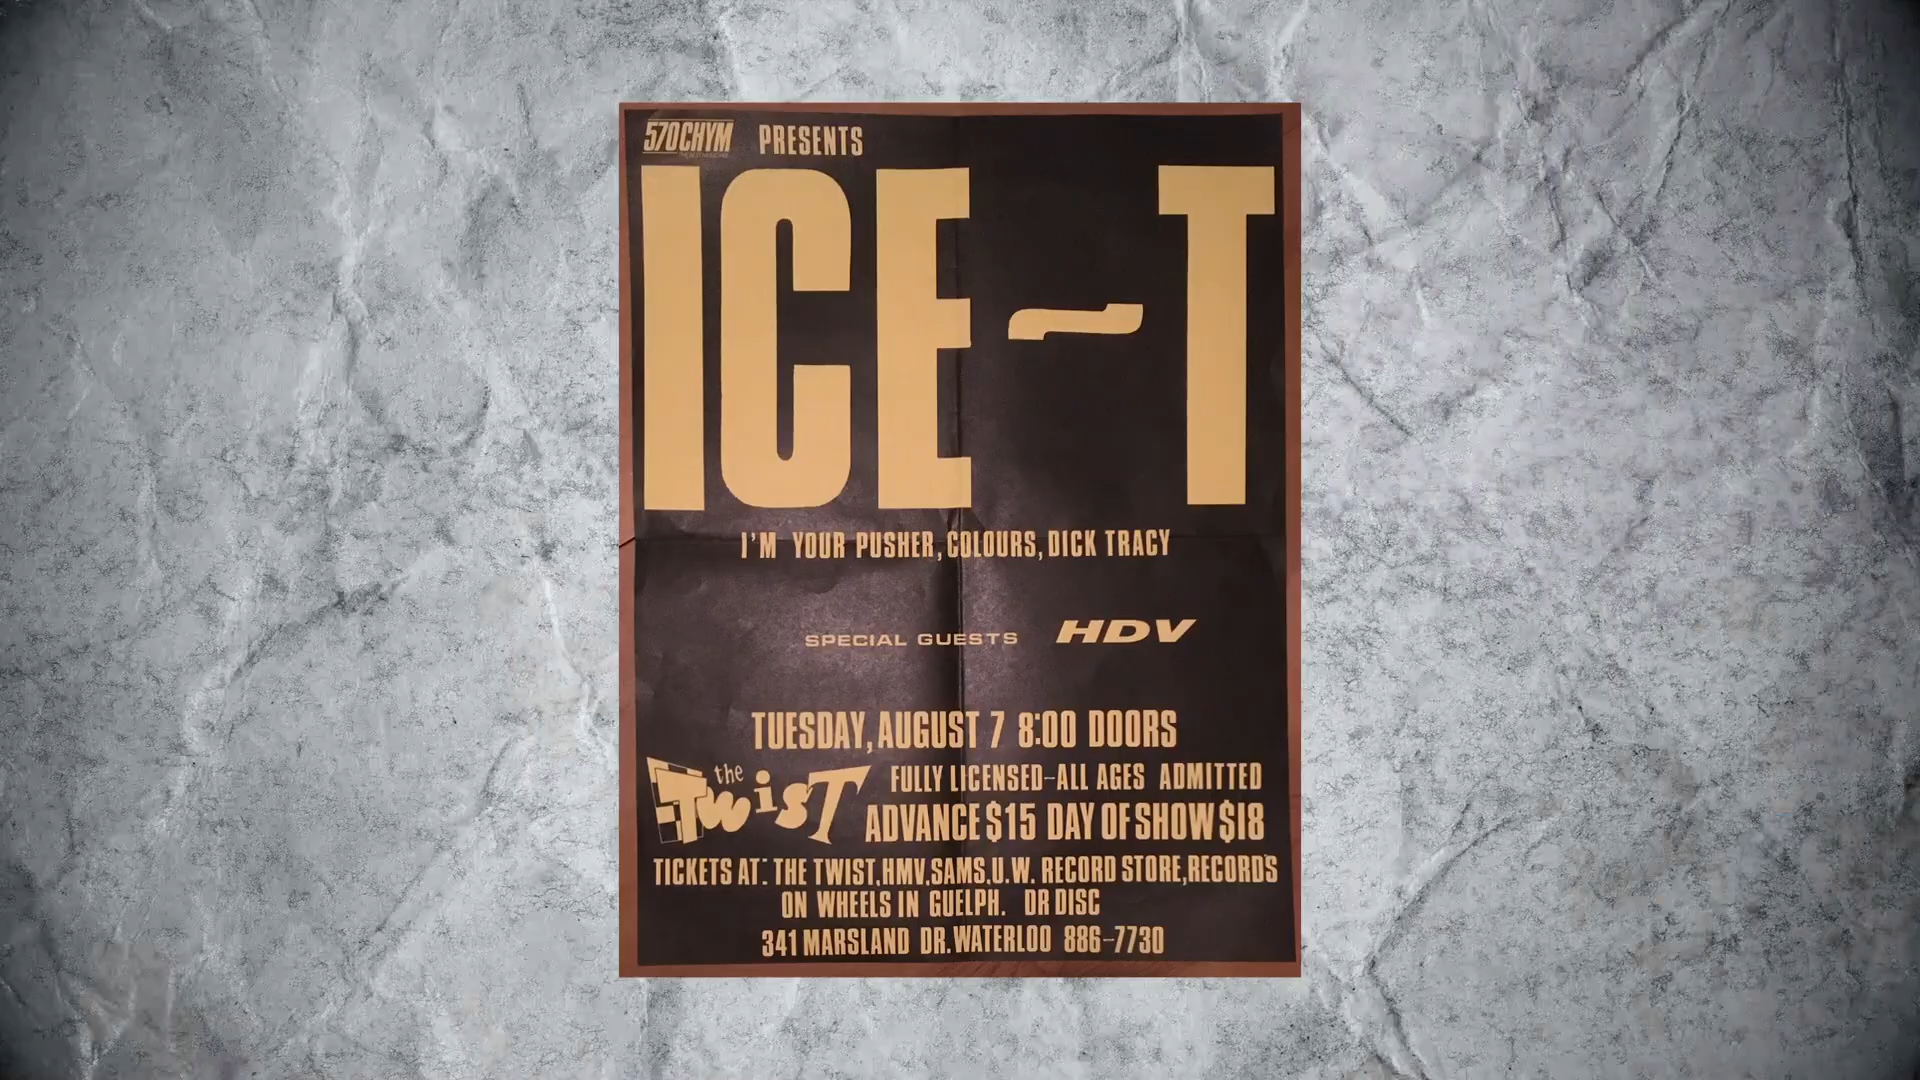 570CHYM PRESENTS
ICE-T
I'M YOUR PUSHER, COLOURS, DICK TRACY
SPECIAL GUESTS HDV
TUESDAY, AUGUST 7 8:00 DOORS
the TwisT
FULLY LICENSED-ALL AGES ADMITTED
ADVANCE $15 DAY OF SHOW $18
TICKETS AT: THE TWIST, HMV, SAMS, U.W. RECORD STORE, RECORDS
ON WHEELS IN GUELPH. DR DISC
341 MARSLAND DR. WATERLOO 886-7730